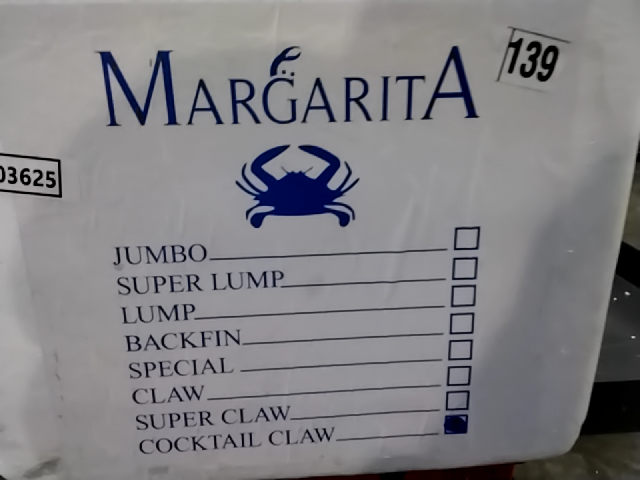 MARGARITA
139
03625
JUMBO
SUPER LUMP
LUMP
BACKFIN
SPECIAL
CLAW
SUPER CLAW
COCKTAIL CLAW